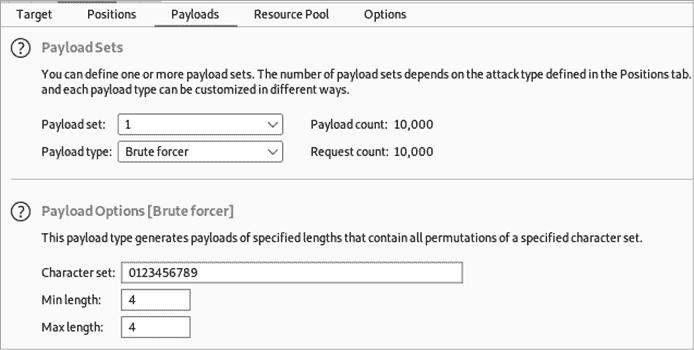 Target Positions Payloads Resource Pool Options
? Payload Sets
You can define one or more payload sets. The number of payload sets depends on the attack type defined in the Positions tab.
and each payload type can be customized in different ways.
Payload set: 1 Payload count: 10,000
Payload type: Brute forcer Request count: 10,000
? Payload Options [Brute forcer]
This payload type generates payloads of specified lengths that contain all permutations of a specified character set.
Character set: 0123456789
Min length: 4
Max length: 4